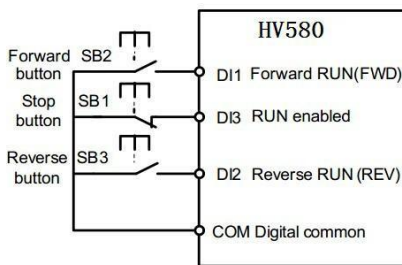 HV580
Forward button
SB2
DI1 Forward RUN(FWD)
Stop button
SB1
DI3 RUN enabled
Reverse button
SB3
DI2 Reverse RUN (REV)
COM Digital common